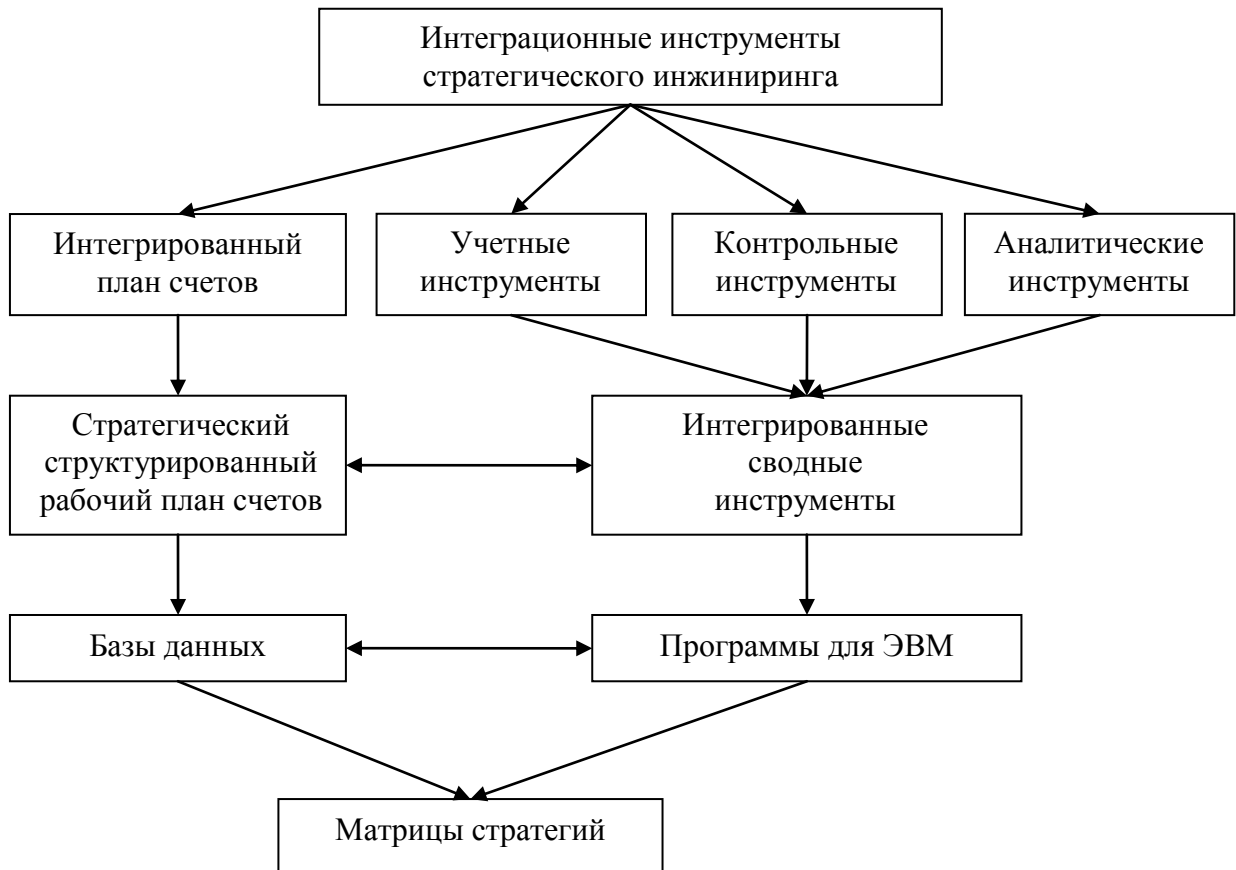 Интеграционные инструменты
стратегического инжиниринга
Интегрированный
план счетов
Учетные
инструменты
Контрольные
инструменты
Аналитические
инструменты
Стратегический
структурированный
рабочий план счетов
Интегрированные
сводные
инструменты
Базы данных
Программы для ЭВМ
Матрицы стратегий